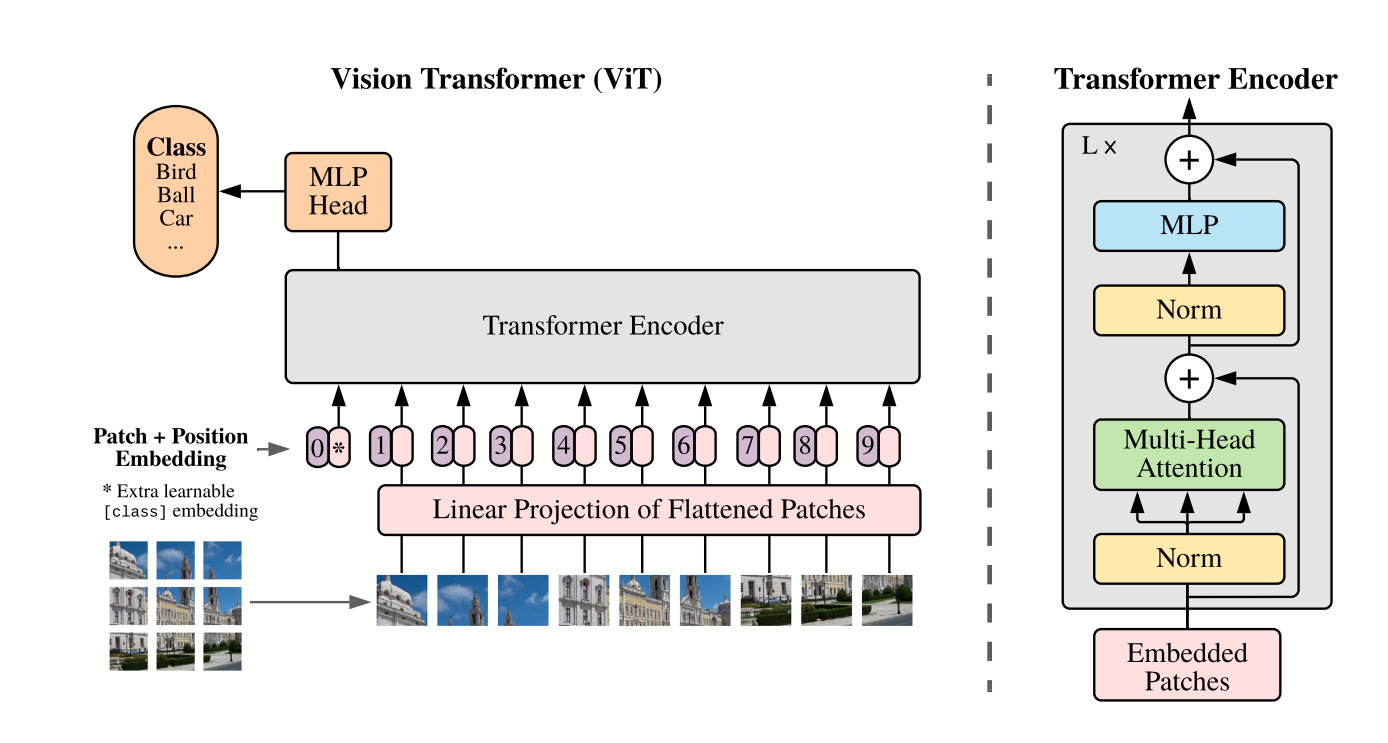 Vision Transformer (ViT)
Class
Bird
Ball
Car
...
MLP
Head
Transformer Encoder
Patch + Position
Embedding
0 * 1 2 3 4 5 6 7 8 9
* Extra learnable
[class] embedding
Linear Projection of Flattened Patches
Transformer Encoder
L ×
+
MLP
Norm
+
Multi-Head
Attention
Norm
Embedded
Patches